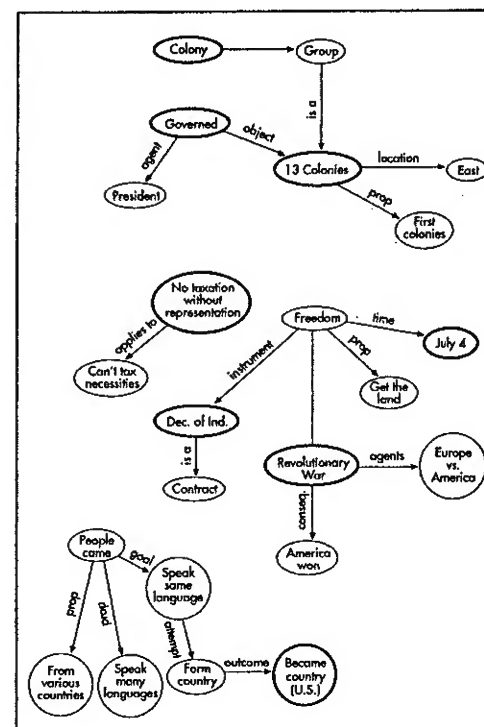 Colony
Group
is a
Governed
object
agent
13 Colonies
location
East
President
prop
First
colonies
No taxation
without
representation
Freedom
time
July 4
applies to
prop
instrument
Can't tax
necessities
Get the
land
Dec. of Ind.
is a
Revolutionary
War
agents
Europe
vs.
America
Contract
conseq.
America
won
People
came
goal
Speak
same
language
prop
prop
attempt
From
various
countries
Speak
many
languages
Form
country
outcome
Became
country
(U.S.)